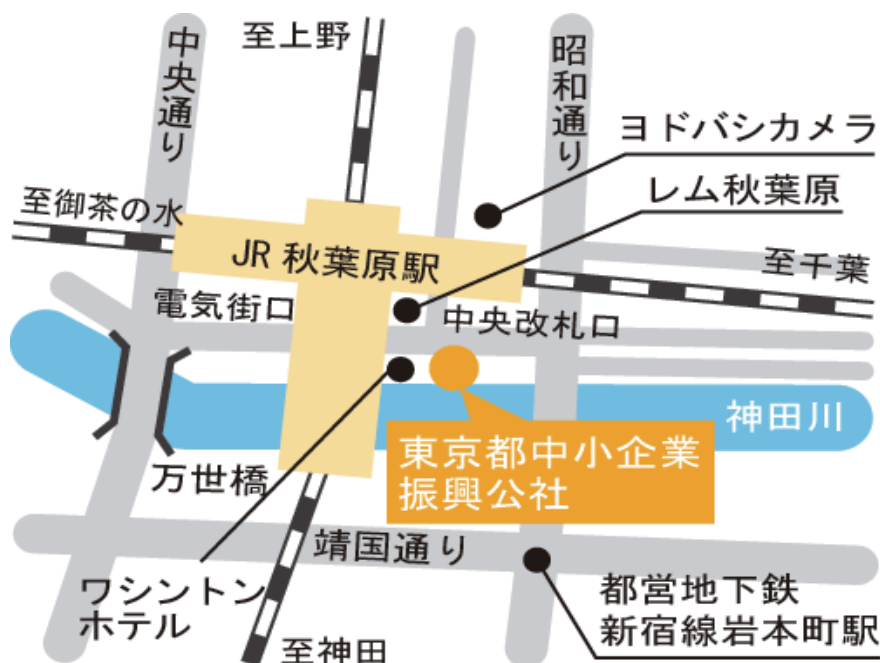 至上野
中央通り
昭和通り
ヨドバシカメラ
レム秋葉原
至御茶の水
JR 秋葉原駅
至千葉
電気街口
中央改札口
神田川
東京都中小企業
振興公社
万世橋
靖国通り
ワシントン
ホテル
都営地下鉄
新宿線岩本町駅
至神田